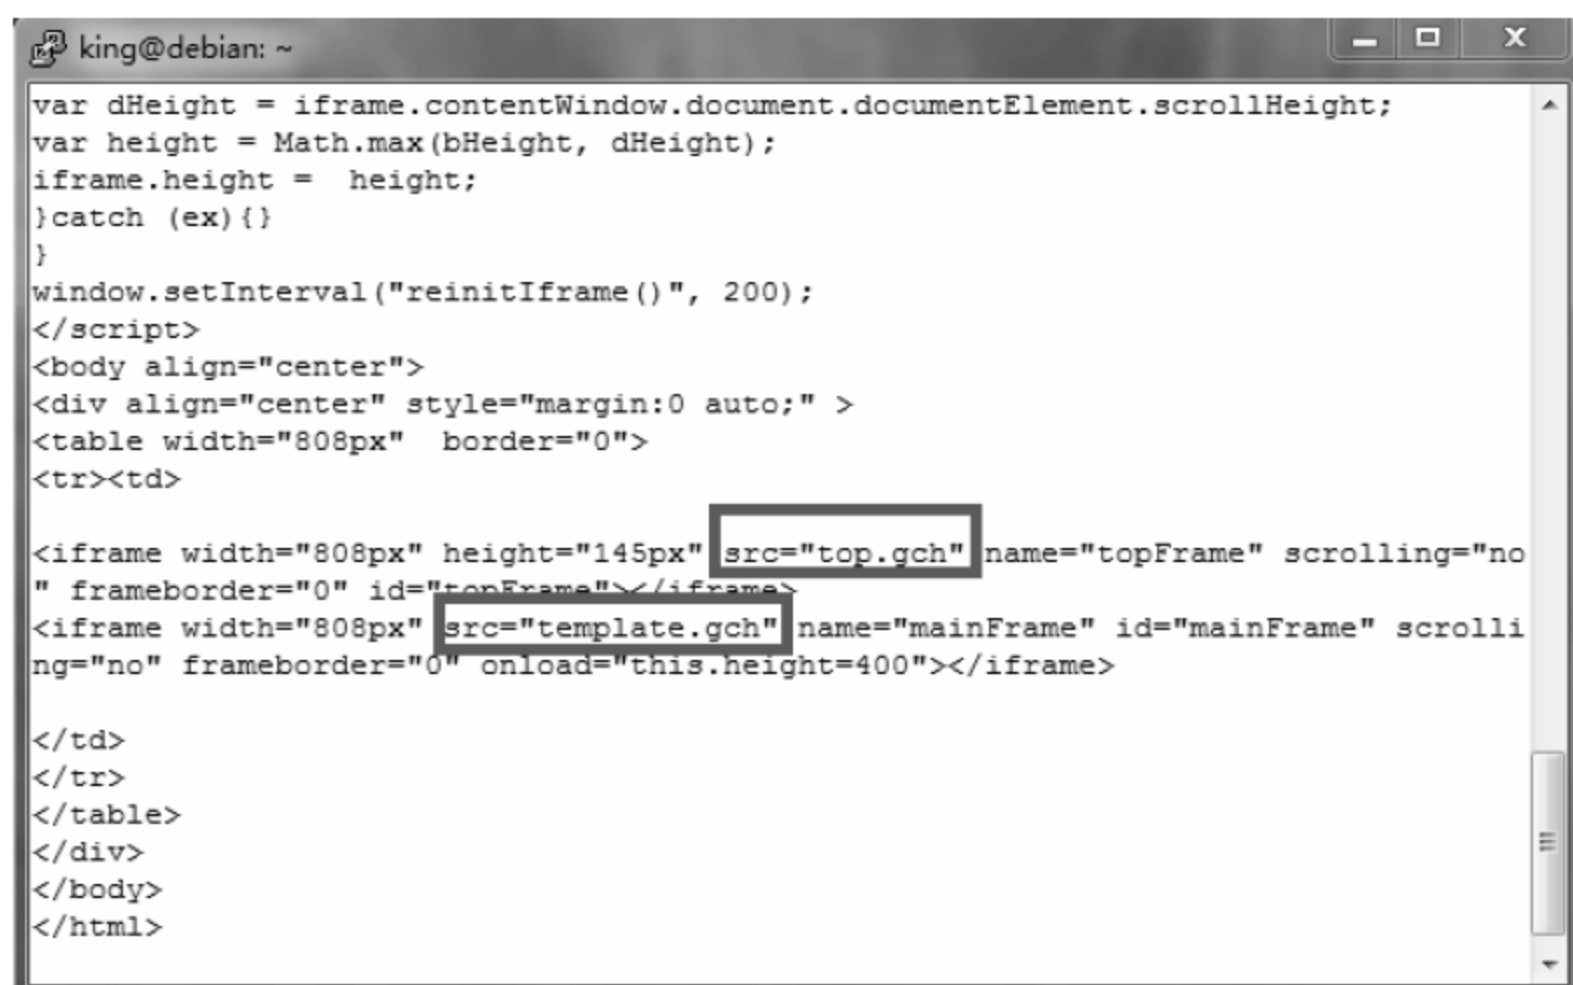 king@debian: ~
var dHeight = iframe.contentWindow.document.documentElement.scrollHeight;
var height = Math.max(bHeight, dHeight);
iframe.height =  height;
}catch (ex){}
}
window.setInterval("reinitIframe()", 200);
</script>
<body align="center">
<div align="center" style="margin:0 auto;" >
<table width="808px"  border="0">
<tr><td>
<iframe width="808px" height="145px" src="top.gch" name="topFrame" scrolling="no
" frameborder="0" id="topFrame"></iframe>
<iframe width="808px" src="template.gch" name="mainFrame" id="mainFrame" scrolli
ng="no" frameborder="0" onload="this.height=400"></iframe>
</td>
</tr>
</table>
</div>
</body>
</html>